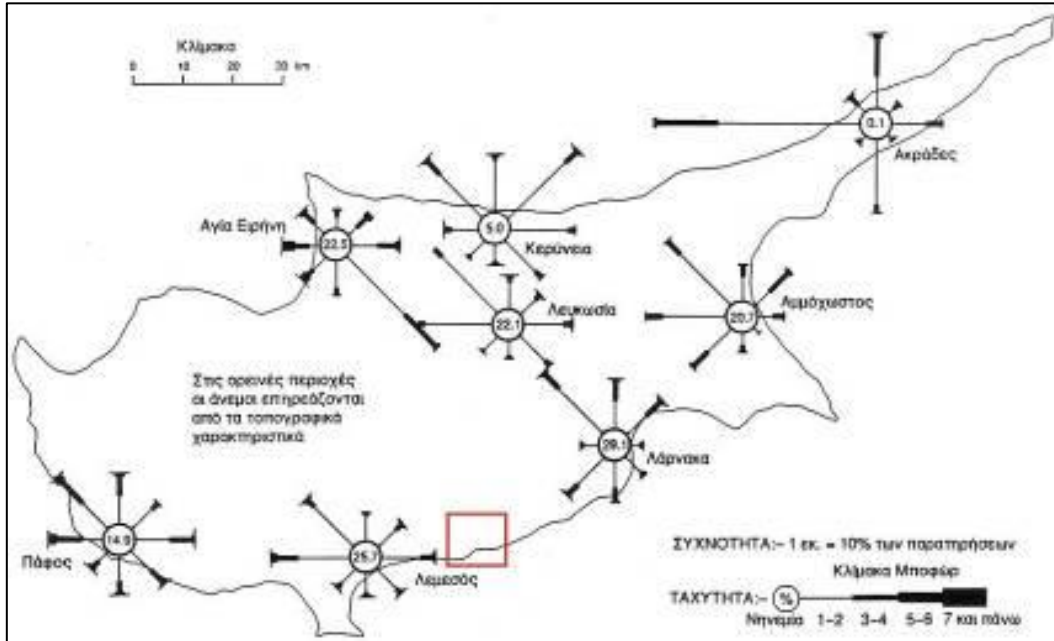 Κλίμακα
0 10 20 30 km
0.1
Ακράδες
Αγία Ειρήνη
22.5
5.0
Κερύνεια
Λευκωσία
22.1
Αμμόχωστος
20.7
Στις ορεινές περιοχές
οι άνεμοι επηρεάζονται
από τα τοπογραφικά
χαρακτηριστικά
29.1
Λάρνακα
14.9
Πάφος
25.7
Λεμεσός
ΣΥΧΝΟΤΗΤΑ:– 1 εκ. = 10% των παρατηρήσεων
Κλίμακα Μποφώρ
ΤΑΧΥΤΗΤΑ:– %
Νηνεμία 1–2 3–4 5–6 7 και πάνω